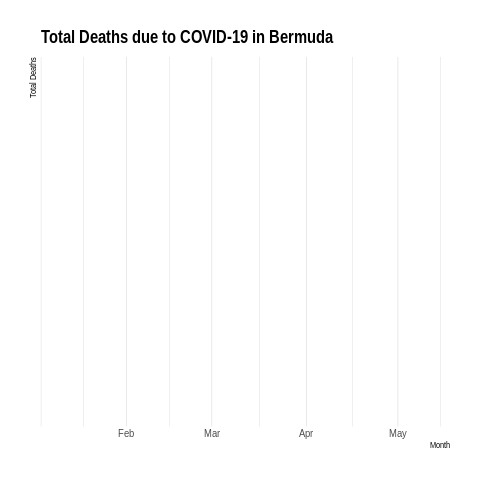 Total Deaths due to COVID-19 in Bermuda
Total Deaths
Feb Mar Apr May
Month